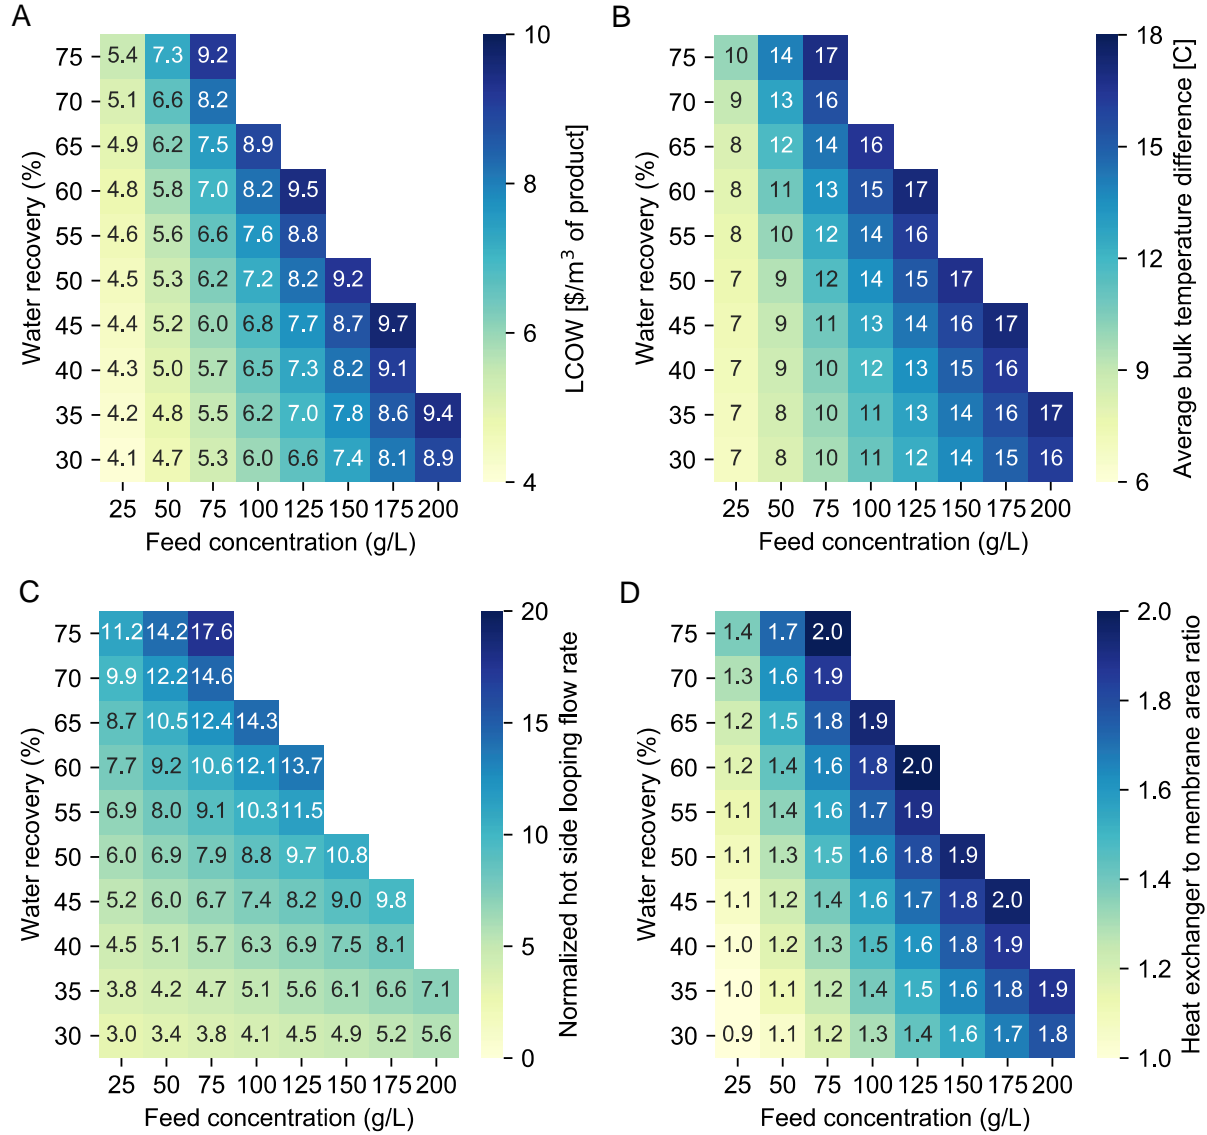 A
75 5.4 7.3 9.2
70 5.1 6.6 8.2
65 4.9 6.2 7.5 8.9
60 4.8 5.8 7.0 8.2 9.5
55 4.6 5.6 6.6 7.6 8.8
50 4.5 5.3 6.2 7.2 8.2 9.2
45 4.4 5.2 6.0 6.8 7.7 8.7 9.7
40 4.3 5.0 5.7 6.5 7.3 8.2 9.1
35 4.2 4.8 5.5 6.2 7.0 7.8 8.6 9.4
30 4.1 4.7 5.3 6.0 6.6 7.4 8.1 8.9
25 50 75 100 125 150 175 200
Feed concentration (g/L)
Water recovery (%)
10
8
6
4
LCOW [$/m³ of product]
B
75 10 14 17
70 9 13 16
65 8 12 14 16
60 8 11 13 15 17
55 8 10 12 14 16
50 7 9 12 14 15 17
45 7 9 11 13 14 16 17
40 7 9 10 12 13 15 16
35 7 8 10 11 13 14 16 17
30 7 8 10 11 12 14 15 16
25 50 75 100 125 150 175 200
Feed concentration (g/L)
Water recovery (%)
18
15
12
9
6
Average bulk temperature difference [C]
C
75 11.2 14.2 17.6
70 9.9 12.2 14.6
65 8.7 10.5 12.4 14.3
60 7.7 9.2 10.6 12.1 13.7
55 6.9 8.0 9.1 10.3 11.5
50 6.0 6.9 7.9 8.8 9.7 10.8
45 5.2 6.0 6.7 7.4 8.2 9.0 9.8
40 4.5 5.1 5.7 6.3 6.9 7.5 8.1
35 3.8 4.2 4.7 5.1 5.6 6.1 6.6 7.1
30 3.0 3.4 3.8 4.1 4.5 4.9 5.2 5.6
25 50 75 100 125 150 175 200
Feed concentration (g/L)
Water recovery (%)
20
15
10
5
0
Normalized hot side looping flow rate
D
75 1.4 1.7 2.0
70 1.3 1.6 1.9
65 1.2 1.5 1.8 1.9
60 1.2 1.4 1.6 1.8 2.0
55 1.1 1.4 1.6 1.7 1.9
50 1.1 1.3 1.5 1.6 1.8 1.9
45 1.1 1.2 1.4 1.6 1.7 1.8 2.0
40 1.0 1.2 1.3 1.5 1.6 1.8 1.9
35 1.0 1.1 1.2 1.4 1.5 1.6 1.8 1.9
30 0.9 1.1 1.2 1.3 1.4 1.6 1.7 1.8
25 50 75 100 125 150 175 200
Feed concentration (g/L)
Water recovery (%)
2.0
1.8
1.6
1.4
1.2
1.0
Heat exchanger to membrane area ratio